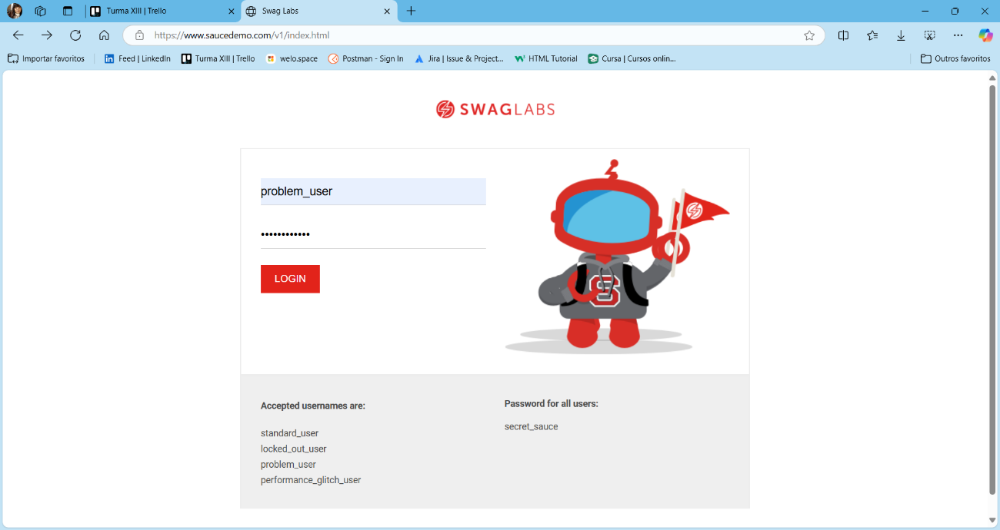 Turma XIII | Trello
Swag Labs
https://www.saucedemo.com/v1/index.html
Importar favoritos
Feed | LinkedIn
Turma XIII | Trello
welo.space
Postman - Sign In
Jira | Issue & Project...
HTML Tutorial
Cursa | Cursos onlin...
Outros favoritos
SWAGLABS
problem_user
••••••••••••
LOGIN
S
Accepted usernames are:
standard_user
locked_out_user
problem_user
performance_glitch_user
Password for all users:
secret_sauce